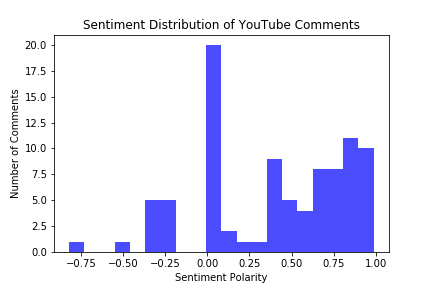 Sentiment Distribution of YouTube Comments
20.0
17.5
15.0
12.5
10.0
7.5
5.0
2.5
0.0
Number of Comments
−0.75 −0.50 −0.25 0.00 0.25 0.50 0.75 1.00
Sentiment Polarity